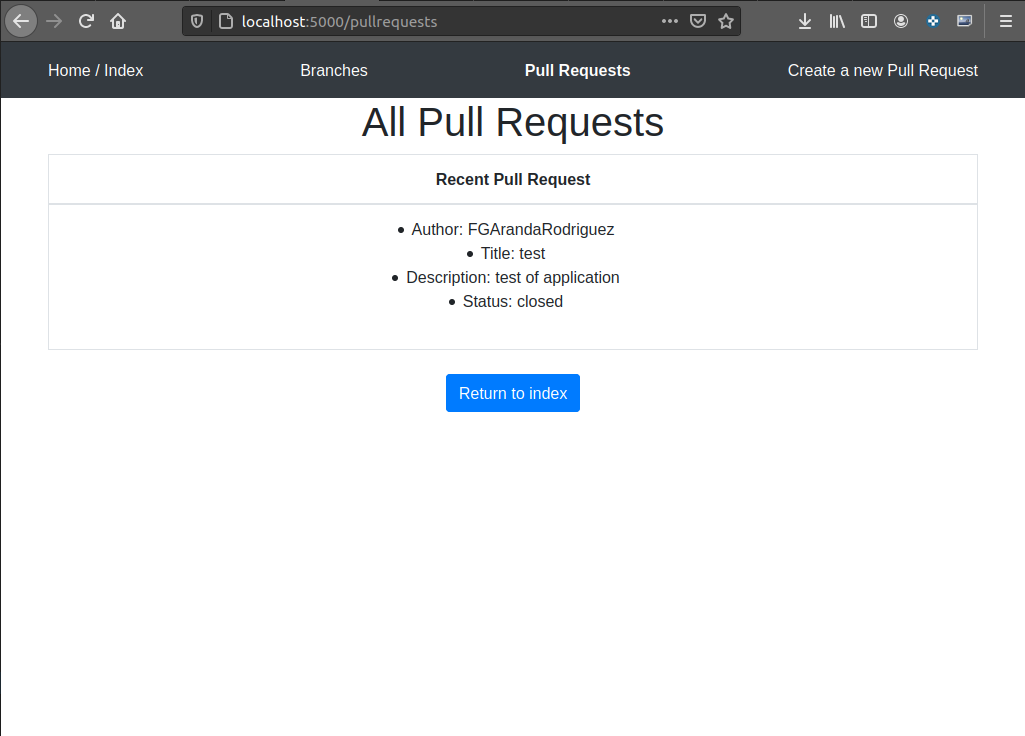 localhost:5000/pullrequests
Home / Index
Branches
Pull Requests
Create a new Pull Request
All Pull Requests
Recent Pull Request
• Author: FGArandaRodriguez
• Title: test
• Description: test of application
• Status: closed
Return to index